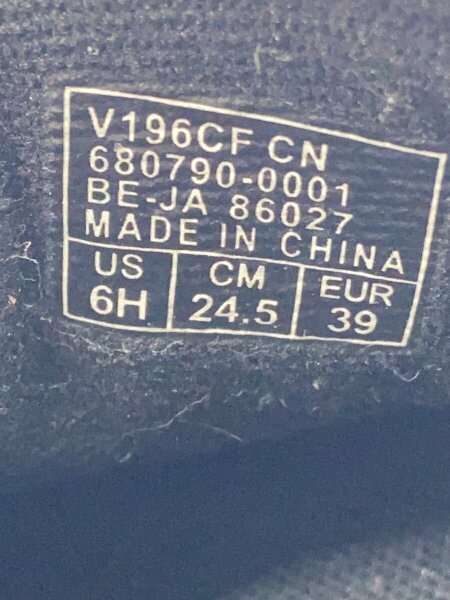 V196CF CN
680790-0001
BE-JA 86027
MADE IN CHINA
US CM EUR
6H 24.5 39